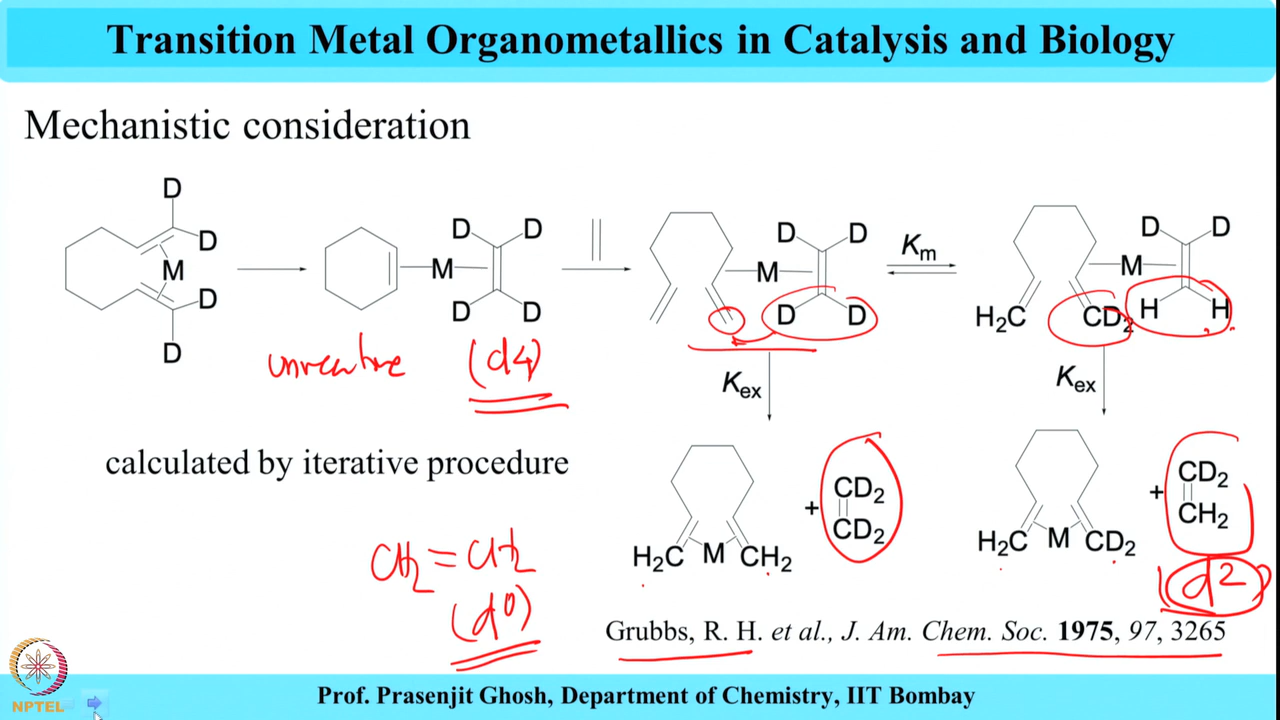 Transition Metal Organometallics in Catalysis and Biology
Mechanistic consideration
D
D
M
D
D
D D
M
D D
D D
M
D D
Km
D D
M
H2C CD2 H H
unreactive (d4)
Kex
Kex
calculated by iterative procedure
CH2=CH2
(d0)
H2C M CH2
+
CD2
CD2
H2C M CD2
+
CD2
CH2
(d2)
Grubbs, R. H. et al., J. Am. Chem. Soc. 1975, 97, 3265
NPTEL
Prof. Prasenjit Ghosh, Department of Chemistry, IIT Bombay